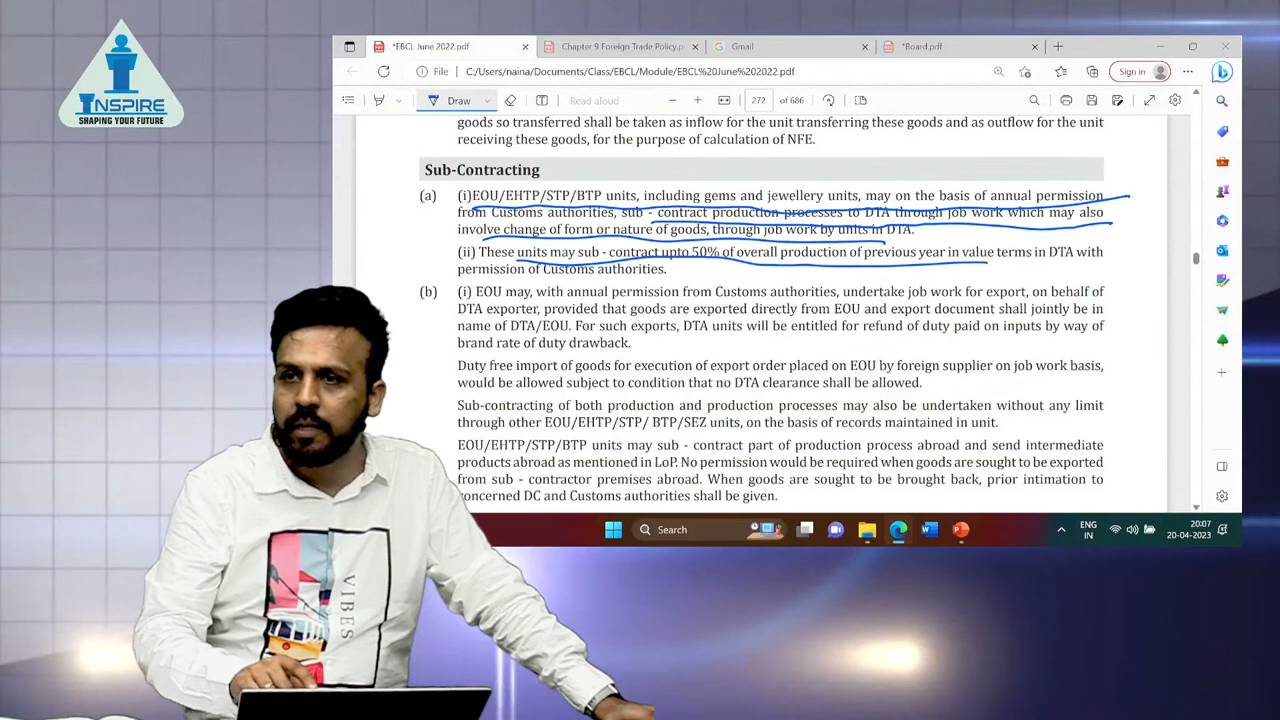 INSPIRE
SHAPING YOUR FUTURE
*EBCL June 2022.pdf
Chapter 9 Foreign Trade Policy.p
Gmail
*Board.pdf
File
C:/Users/naina/Documents/Class/EBCL/Module/EBCL%20June%202022.pdf
Sign in
Draw
Read aloud
272 of 686
goods so transferred shall be taken as inflow for the unit transferring these goods and as outflow for the unit
receiving these goods, for the purpose of calculation of NFE.
Sub-Contracting
(a) (i)EOU/EHTP/STP/BTP units, including gems and jewellery units, may on the basis of annual permission
from Customs authorities, sub - contract production processes to DTA through job work which may also
involve change of form or nature of goods, through job work by units in DTA.
(ii) These units may sub - contract upto 50% of overall production of previous year in value terms in DTA with
permission of Customs authorities.
(b) (i) EOU may, with annual permission from Customs authorities, undertake job work for export, on behalf of
DTA exporter, provided that goods are exported directly from EOU and export document shall jointly be in
name of DTA/EOU. For such exports, DTA units will be entitled for refund of duty paid on inputs by way of
brand rate of duty drawback.
Duty free import of goods for execution of export order placed on EOU by foreign supplier on job work basis,
would be allowed subject to condition that no DTA clearance shall be allowed.
Sub-contracting of both production and production processes may also be undertaken without any limit
through other EOU/EHTP/STP/ BTP/SEZ units, on the basis of records maintained in unit.
EOU/EHTP/STP/BTP units may sub - contract part of production process abroad and send intermediate
products abroad as mentioned in LoP. No permission would be required when goods are sought to be exported
from sub - contractor premises abroad. When goods are sought to be brought back, prior intimation to
concerned DC and Customs authorities shall be given.
Search
ENG
IN
20:07
20-04-2023
VIBES